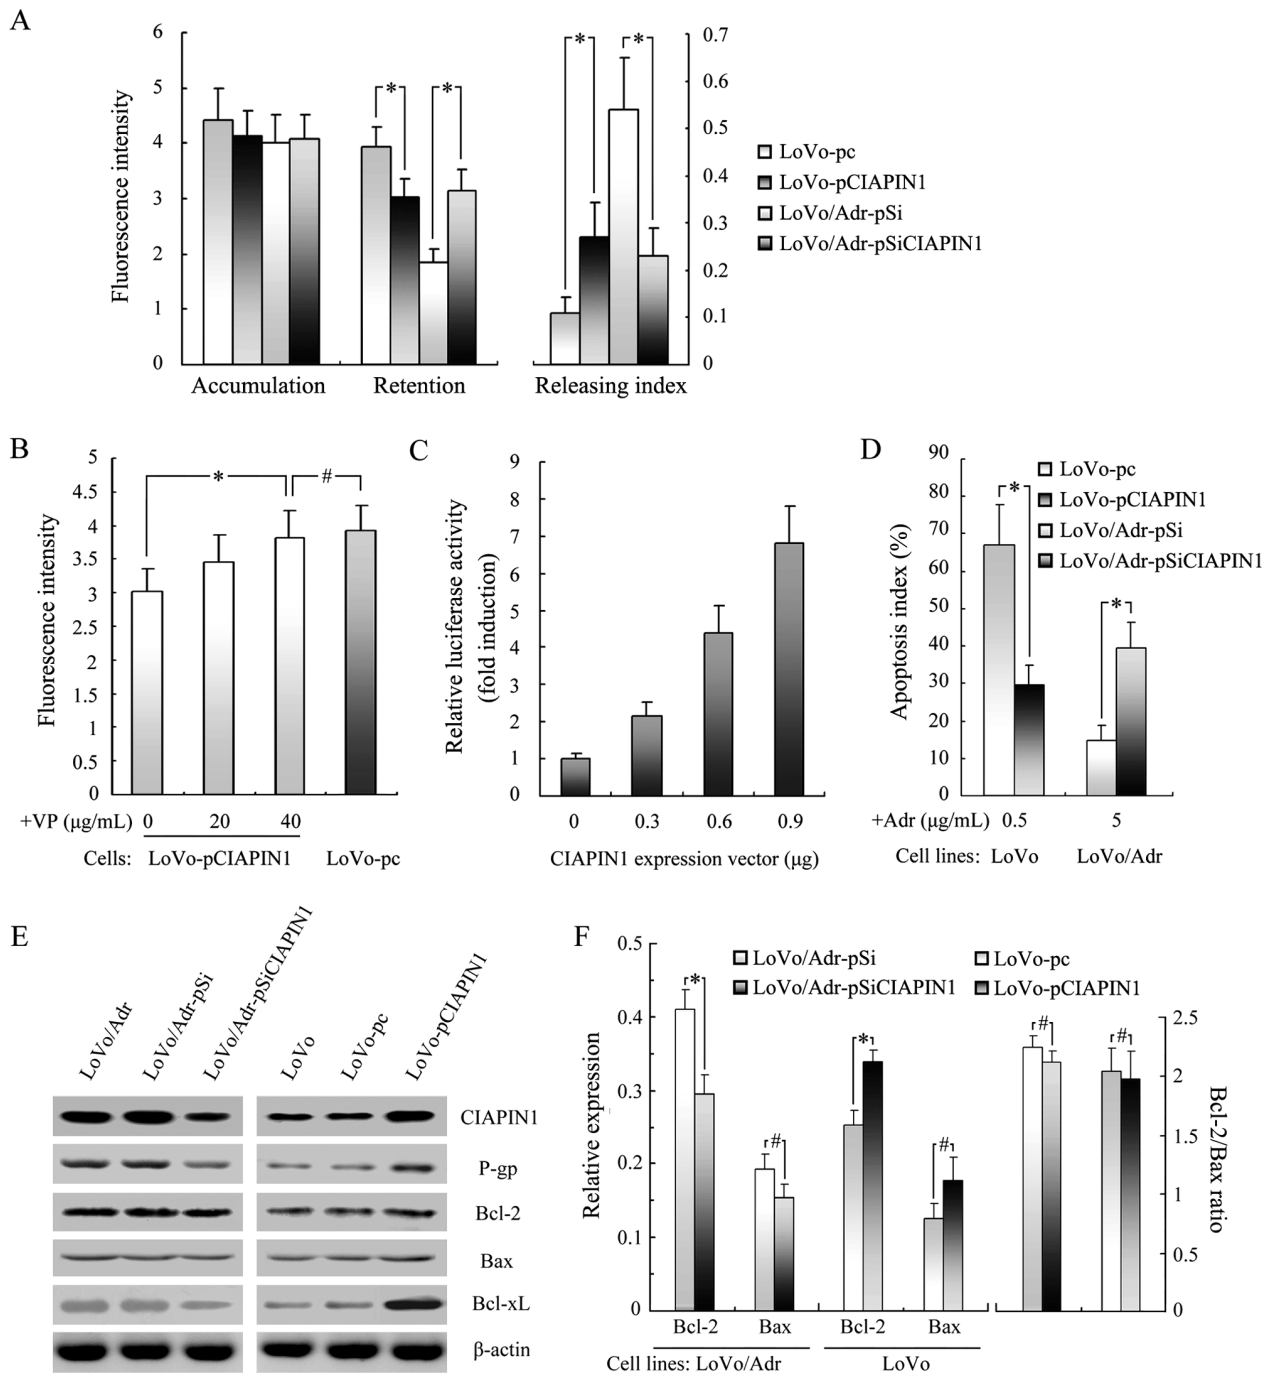 A
Fluorescence intensity
6
5
4
3
2
1
0
* * * *
0.7
0.6
0.5
0.4
0.3
0.2
0.1
0
Accumulation Retention Releasing index
LoVo-pc
LoVo-pCIAPIN1
LoVo/Adr-pSi
LoVo/Adr-pSiCIAPIN1
B
Fluorescence intensity
5
4.5
4
3.5
3
2.5
2
1.5
1
0.5
0
* #
+VP (μg/mL) 0 20 40
Cells: LoVo-pCIAPIN1 LoVo-pc
C
Relative luciferase activity
(fold induction)
9
8
7
6
5
4
3
2
1
0
0 0.3 0.6 0.9
CIAPIN1 expression vector (μg)
D
Apoptosis index (%)
90
80
70
60
50
40
30
20
10
0
* *
LoVo-pc
LoVo-pCIAPIN1
LoVo/Adr-pSi
LoVo/Adr-pSiCIAPIN1
+Adr (μg/mL) 0.5 5
Cell lines: LoVo LoVo/Adr
E
LoVo/Adr
LoVo/Adr-pSi
LoVo/Adr-pSiCIAPIN1
LoVo
LoVo-pc
LoVo-pCIAPIN1
CIAPIN1
P-gp
Bcl-2
Bax
Bcl-xL
β-actin
F
Relative expression
0.5
0.4
0.3
0.2
0.1
0
LoVo/Adr-pSi LoVo-pc
LoVo/Adr-pSiCIAPIN1 LoVo-pCIAPIN1
* # * # # #
2.5
2
1.5
1
0.5
0
Bcl-2/Bax ratio
Bcl-2 Bax Bcl-2 Bax
Cell lines: LoVo/Adr LoVo